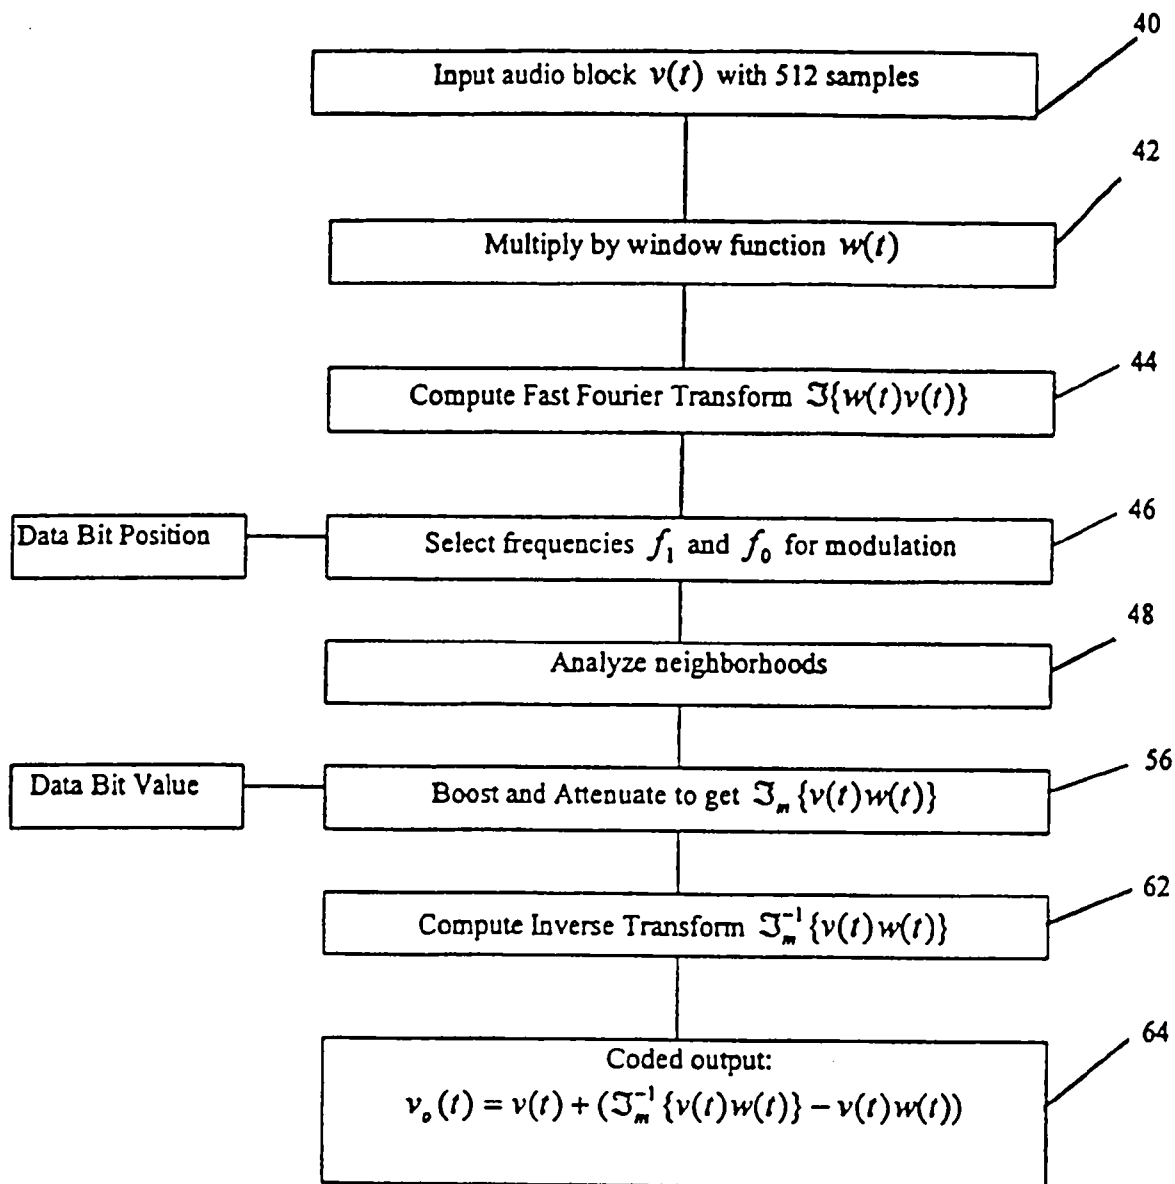 40
Input audio block v(t) with 512 samples
42
Multiply by window function w(t)
44
Compute Fast Fourier Transform ℑ{w(t)v(t)}
46
Data Bit Position
Select frequencies f₁ and f₀ for modulation
48
Analyze neighborhoods
56
Data Bit Value
Boost and Attenuate to get ℑₘ{v(t)w(t)}
62
Compute Inverse Transform ℑₘ⁻¹{v(t)w(t)}
64
Coded output:
vₒ(t) = v(t) + (ℑₘ⁻¹{v(t)w(t)} − v(t)w(t))